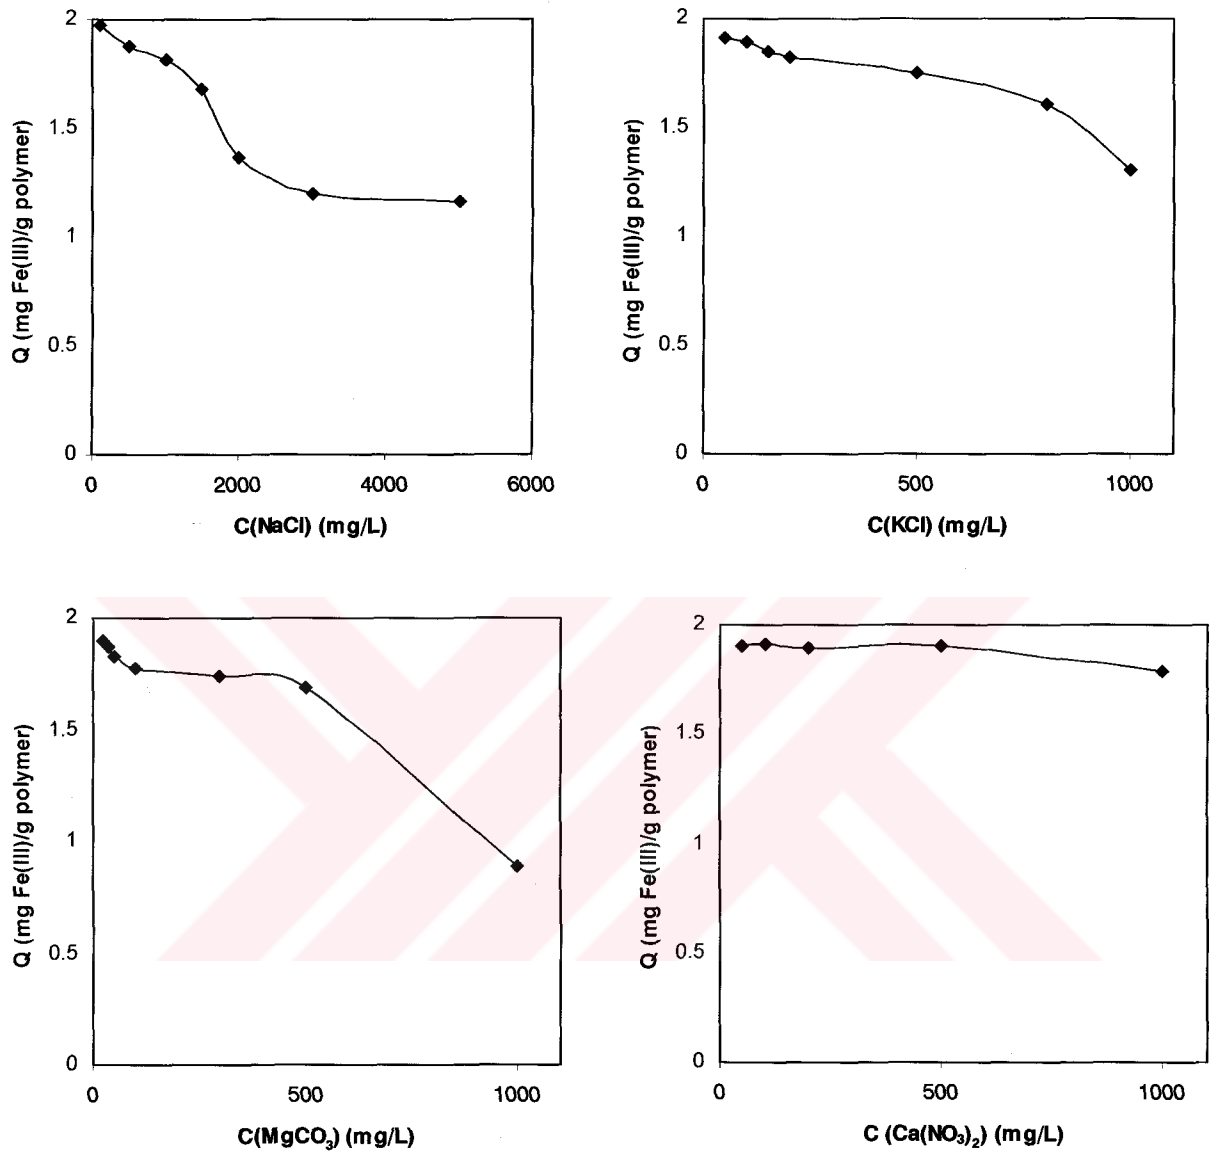 2
1.5
1
0.5
0
Q (mg Fe(III)/g polymer)
0 2000 4000 6000
C(NaCl) (mg/L)
2
1.5
1
0.5
0
Q (mg Fe(III)/g polymer)
0 500 1000
C(KCl) (mg/L)
2
1.5
1
0.5
0
Q (mg Fe(III)/g polymer)
0 500 1000
C(MgCO₃) (mg/L)
2
1.5
1
0.5
0
Q (mg Fe(III)/g polymer)
0 500 1000
C (Ca(NO₃)₂) (mg/L)